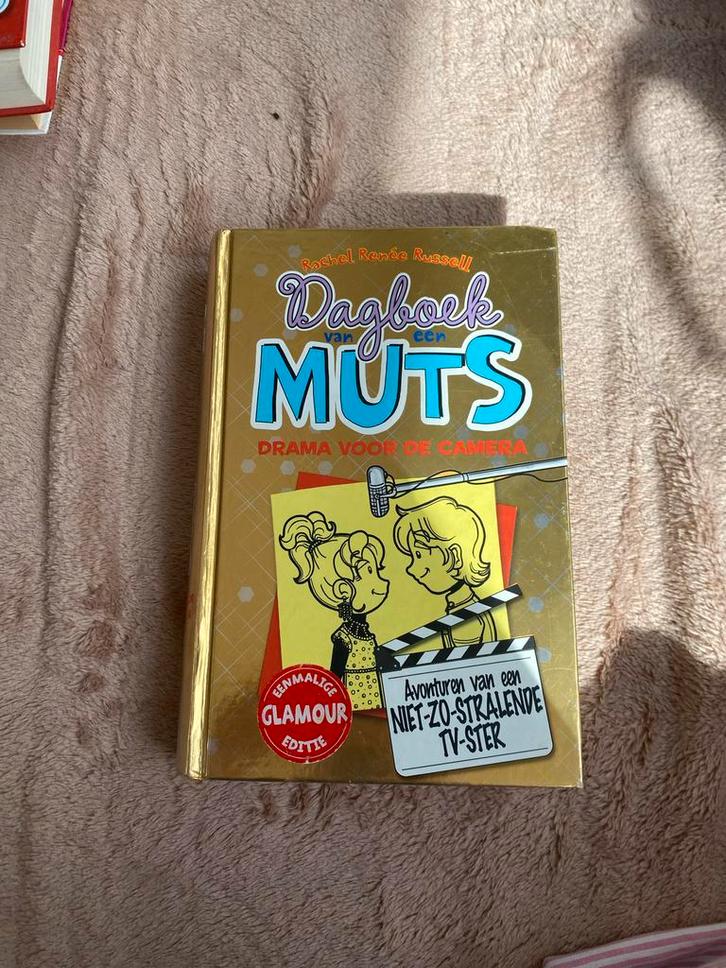 Rachel Renée Russell
Dagboek
van een
MUTS
DRAMA VOOR DE CAMERA
EENMALIGE
GLAMOUR
EDITIE
Avonturen van een
NIET-ZO-STRALENDE
TV-STER